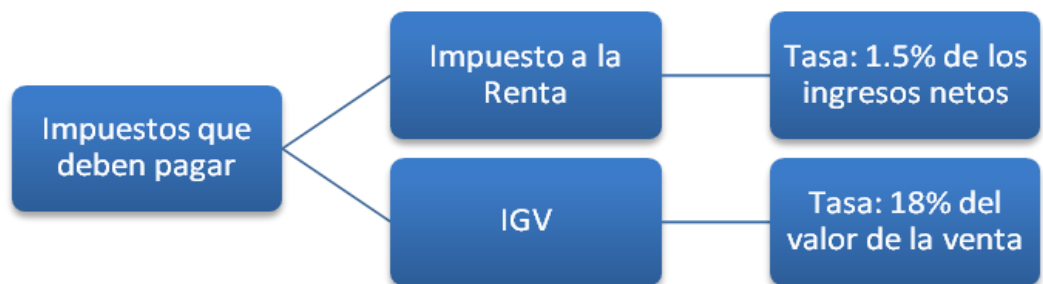 Impuestos que
deben pagar
Impuesto a la
Renta
Tasa: 1.5% de los
ingresos netos
IGV
Tasa: 18% del
valor de la venta